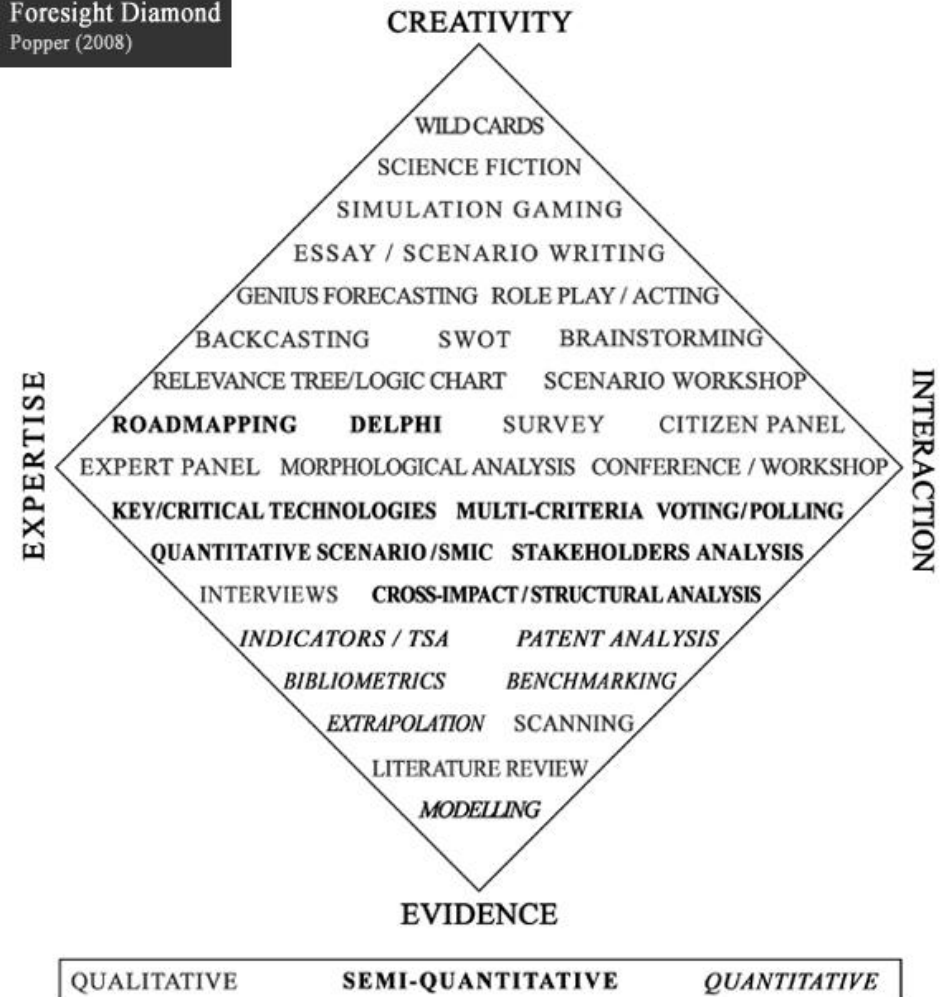 Foresight Diamond
Popper (2008)
CREATIVITY
WILD CARDS
SCIENCE FICTION
SIMULATION GAMING
ESSAY / SCENARIO WRITING
GENIUS FORECASTING ROLE PLAY / ACTING
BACKCASTING SWOT BRAINSTORMING
RELEVANCE TREE/LOGIC CHART SCENARIO WORKSHOP
ROADMAPPING DELPHI SURVEY CITIZEN PANEL
EXPERTISE
EXPERT PANEL MORPHOLOGICAL ANALYSIS CONFERENCE / WORKSHOP
INTERACTION
KEY/CRITICAL TECHNOLOGIES MULTI-CRITERIA VOTING/POLLING
QUANTITATIVE SCENARIO/SMIC STAKEHOLDERS ANALYSIS
INTERVIEWS CROSS-IMPACT / STRUCTURAL ANALYSIS
INDICATORS / TSA PATENT ANALYSIS
BIBLIOMETRICS BENCHMARKING
EXTRAPOLATION SCANNING
LITERATURE REVIEW
MODELLING
EVIDENCE
QUALITATIVE SEMI-QUANTITATIVE QUANTITATIVE